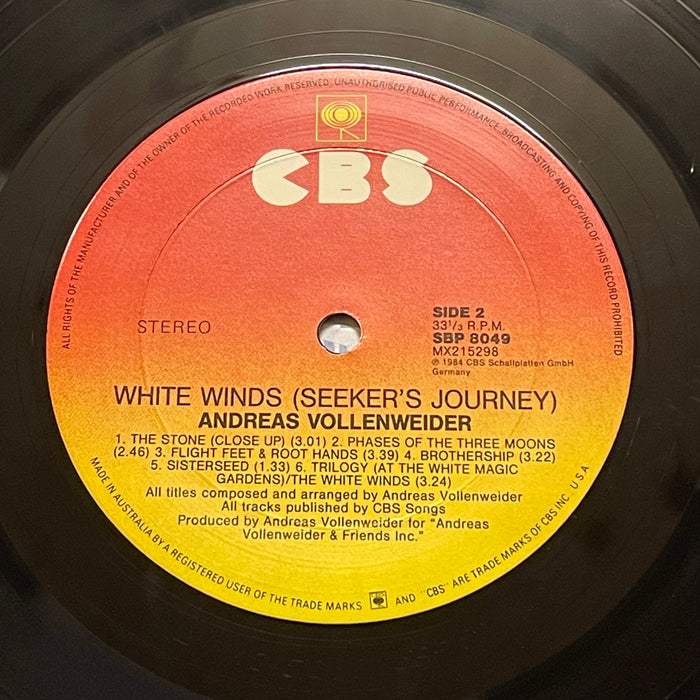 ALL RIGHTS OF THE MANUFACTURER AND OF THE OWNER OF THE RECORDED WORK RESERVED. UNAUTHORISED PUBLIC PERFORMANCE, BROADCASTING AND COPYING OF THIS RECORD PROHIBITED
CBS
STEREO
SIDE 2
33 1/3 R.P.M.
SBP 8049
MX215298
℗ 1984 CBS Schallplatten GmbH
Germany
WHITE WINDS (SEEKER'S JOURNEY)
ANDREAS VOLLENWEIDER
1. THE STONE (CLOSE UP) (3.01) 2. PHASES OF THE THREE MOONS
(2.46) 3. FLIGHT FEET & ROOT HANDS (3.39) 4. BROTHERSHIP (3.22)
5. SISTERSEED (1.33) 6. TRILOGY (AT THE WHITE MAGIC
GARDENS)/THE WHITE WINDS (3.24)
All titles composed and arranged by Andreas Vollenweider
All tracks published by CBS Songs
Produced by Andreas Vollenweider for "Andreas
Vollenweider & Friends Inc."
MADE IN AUSTRALIA BY A REGISTERED USER OF THE TRADE MARKS AND "CBS" ARE TRADE MARKS OF CBS INC. U S A